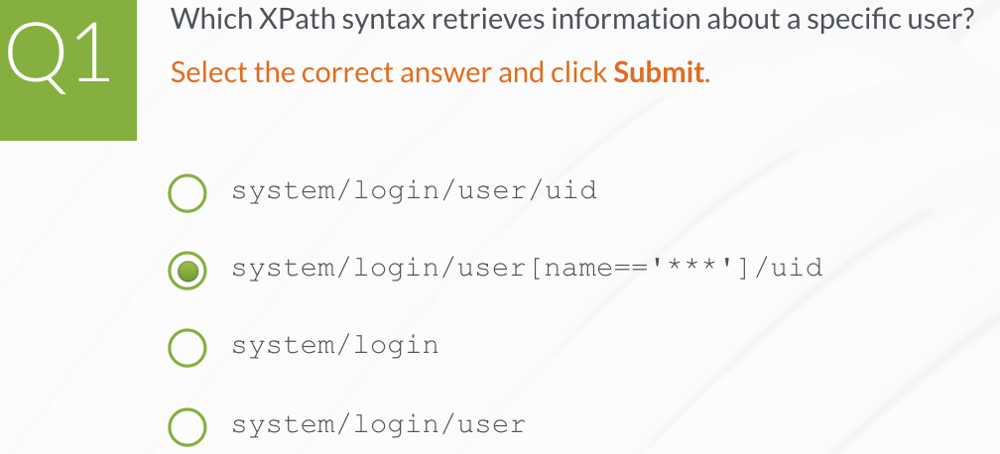 Q1
Which XPath syntax retrieves information about a specific user?
Select the correct answer and click Submit.
system/login/user/uid
system/login/user[name=='***']/uid
system/login
system/login/user